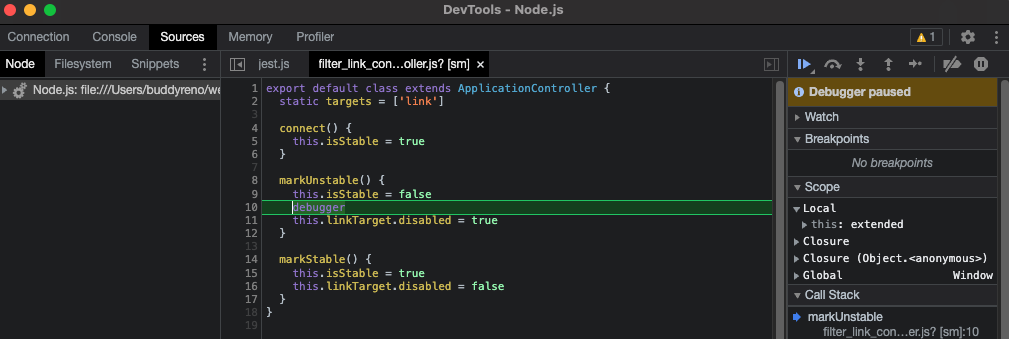 DevTools - Node.js
Connection Console Sources Memory Profiler 1
Node Filesystem Snippets
jest.js filter_link_con…oller.js? [sm] ×
Node.js: file:///Users/buddyreno/we
1 export default class extends ApplicationController {
2 static targets = ['link']
3
4 connect() {
5 this.isStable = true
6 }
7
8 markUnstable() {
9 this.isStable = false
10 debugger
11 this.linkTarget.disabled = true
12 }
13
14 markStable() {
15 this.isStable = true
16 this.linkTarget.disabled = false
17 }
18 }
19
Debugger paused
Watch
Breakpoints
No breakpoints
Scope
Local
this: extended
Closure
Closure (Object.<anonymous>)
Global Window
Call Stack
markUnstable
filter_link_con…er.js? [sm]:10